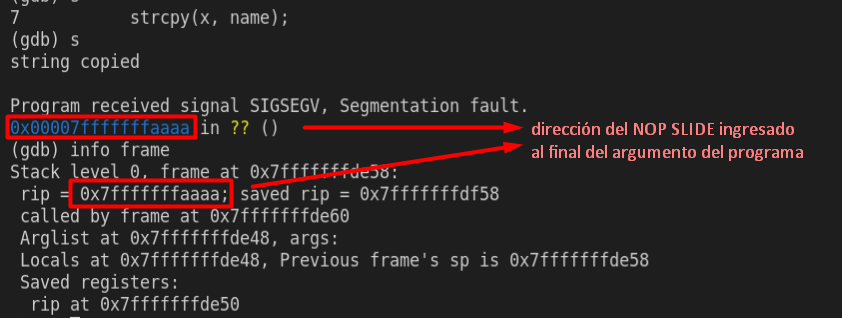 (gdb) s
7 strcpy(x, name);
(gdb) s
string copied
Program received signal SIGSEGV, Segmentation fault.
0x00007fffffffaaaa in ?? ()
dirección del NOP SLIDE ingresado
al final del argumento del programa
(gdb) info frame
Stack level 0, frame at 0x7fffffffde58:
rip = 0x7fffffffaaaa; saved rip = 0x7fffffffdf58
called by frame at 0x7fffffffde60
Arglist at 0x7fffffffde48, args:
Locals at 0x7fffffffde48, Previous frame's sp is 0x7fffffffde58
Saved registers:
rip at 0x7fffffffde50